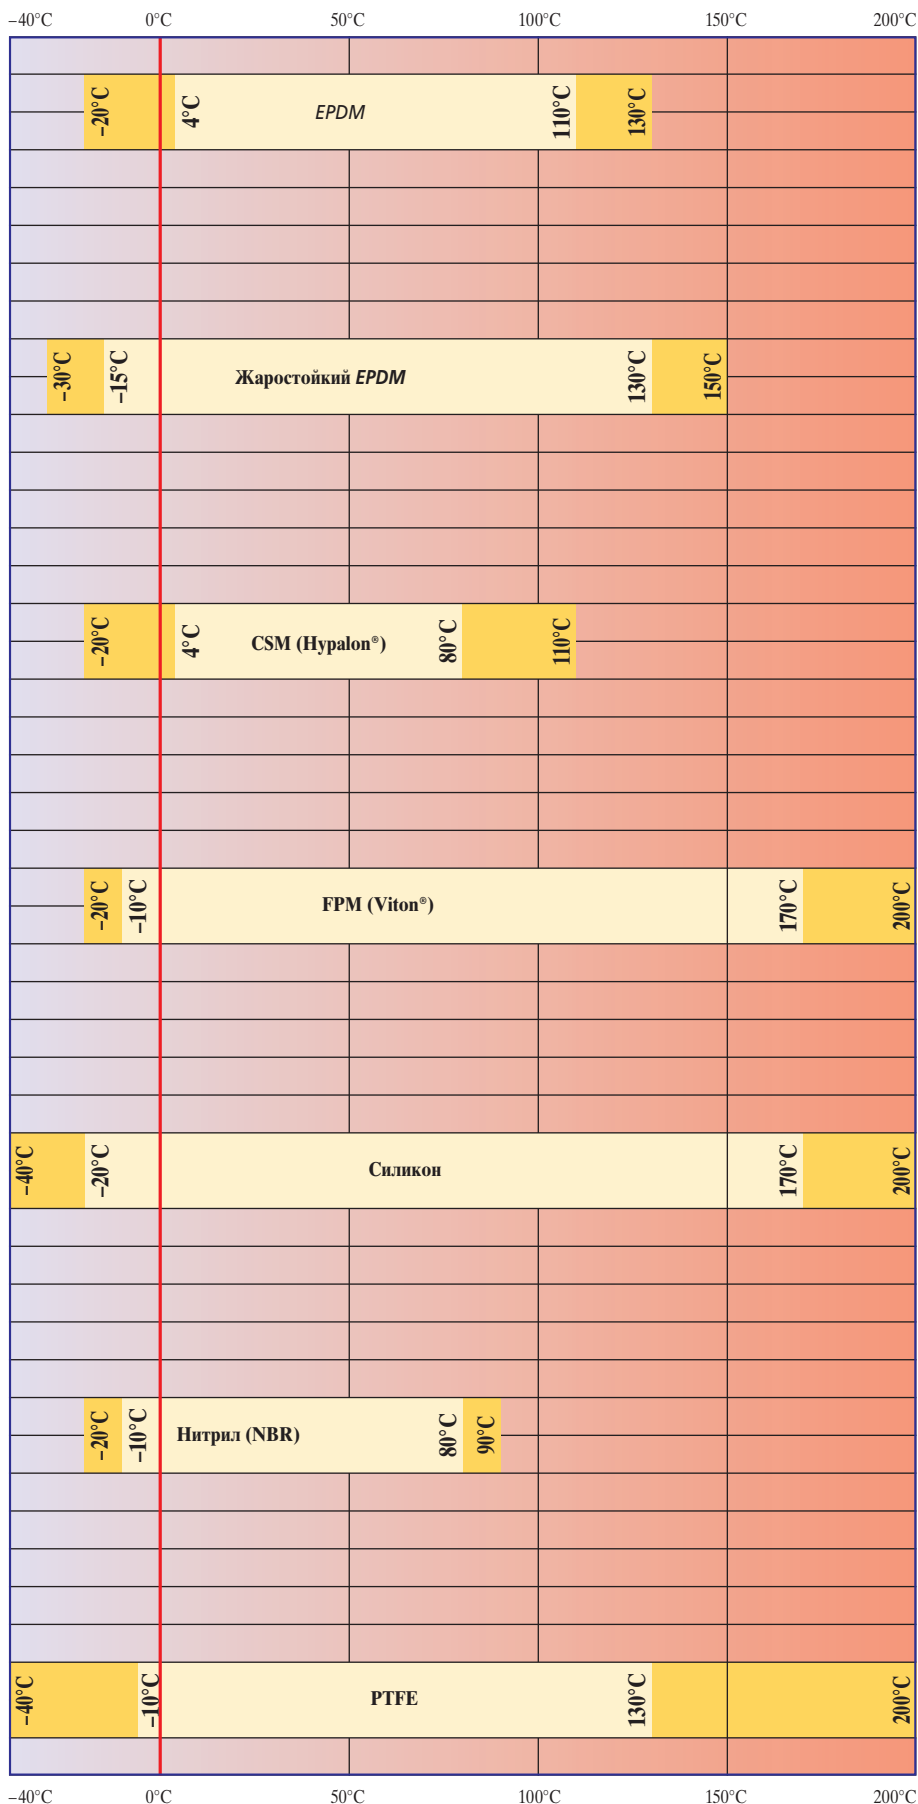 −40°C 0°C 50°C 100°C 150°C 200°C
−20°C 4°C EPDM 110°C 130°C
−30°C −15°C Жаростойкий EPDM 130°C 150°C
−20°C 4°C CSM (Hypalon®) 80°C 110°C
−20°C −10°C FPM (Viton®) 170°C 200°C
−40°C −20°C Силикон 170°C 200°C
−20°C −10°C Нитрил (NBR) 80°C 90°C
−40°C −10°C PTFE 130°C 200°C
−40°C 0°C 50°C 100°C 150°C 200°C